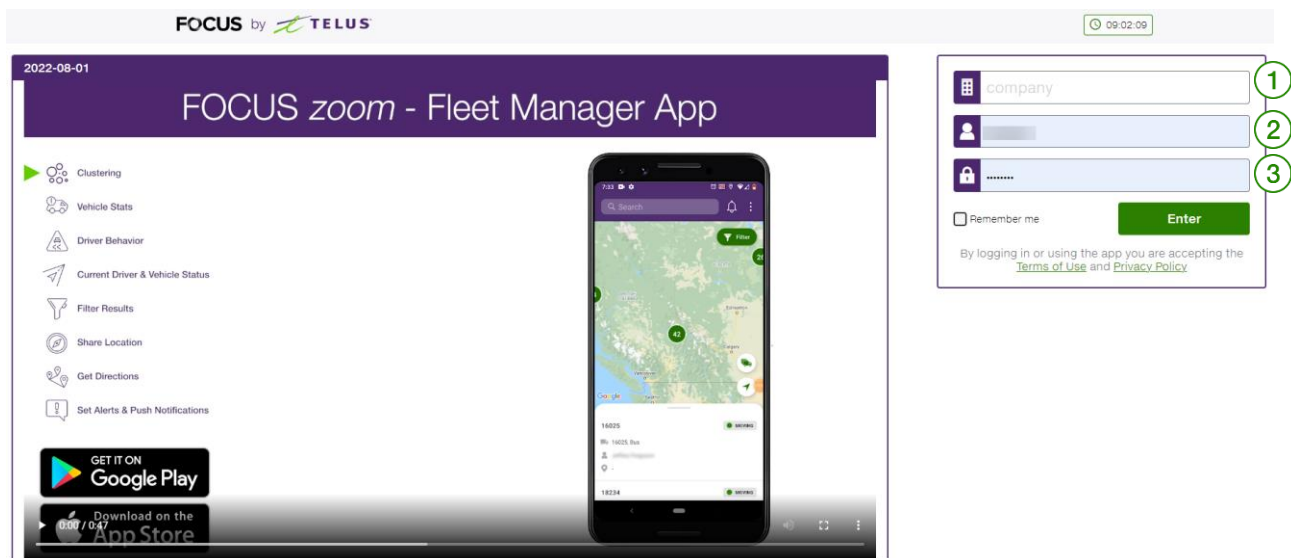 FOCUS by TELUS
09:02:09
2022-08-01
FOCUS zoom - Fleet Manager App
Clustering
Vehicle Stats
Driver Behavior
Current Driver & Vehicle Status
Filter Results
Share Location
Get Directions
Set Alerts & Push Notifications
GET IT ON
Google Play
Download on the
App Store
0:00 / 0:47
7:33
Search
Filter
42
Google
16025
MOVING
16025, Bus
18234
MOVING
company
1
2
3
Remember me
Enter
By logging in or using the app you are accepting the
Terms of Use and Privacy Policy